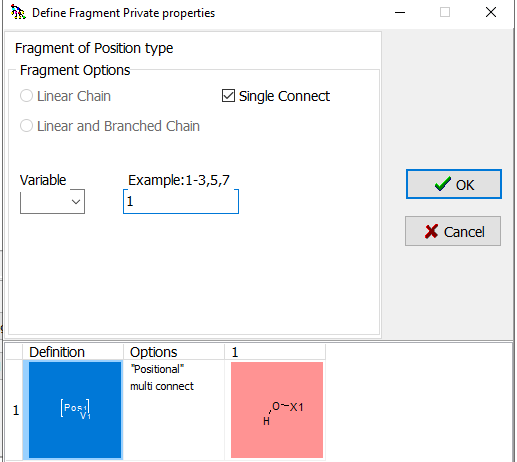 Define Fragment Private properties
Fragment of Position type
Fragment Options
Linear Chain
Single Connect
Linear and Branched Chain
Variable
Example:1-3,5,7
1
OK
Cancel
Definition Options 1
1
[Pos1]
V1
"Positional"
multi connect
O~X1
H